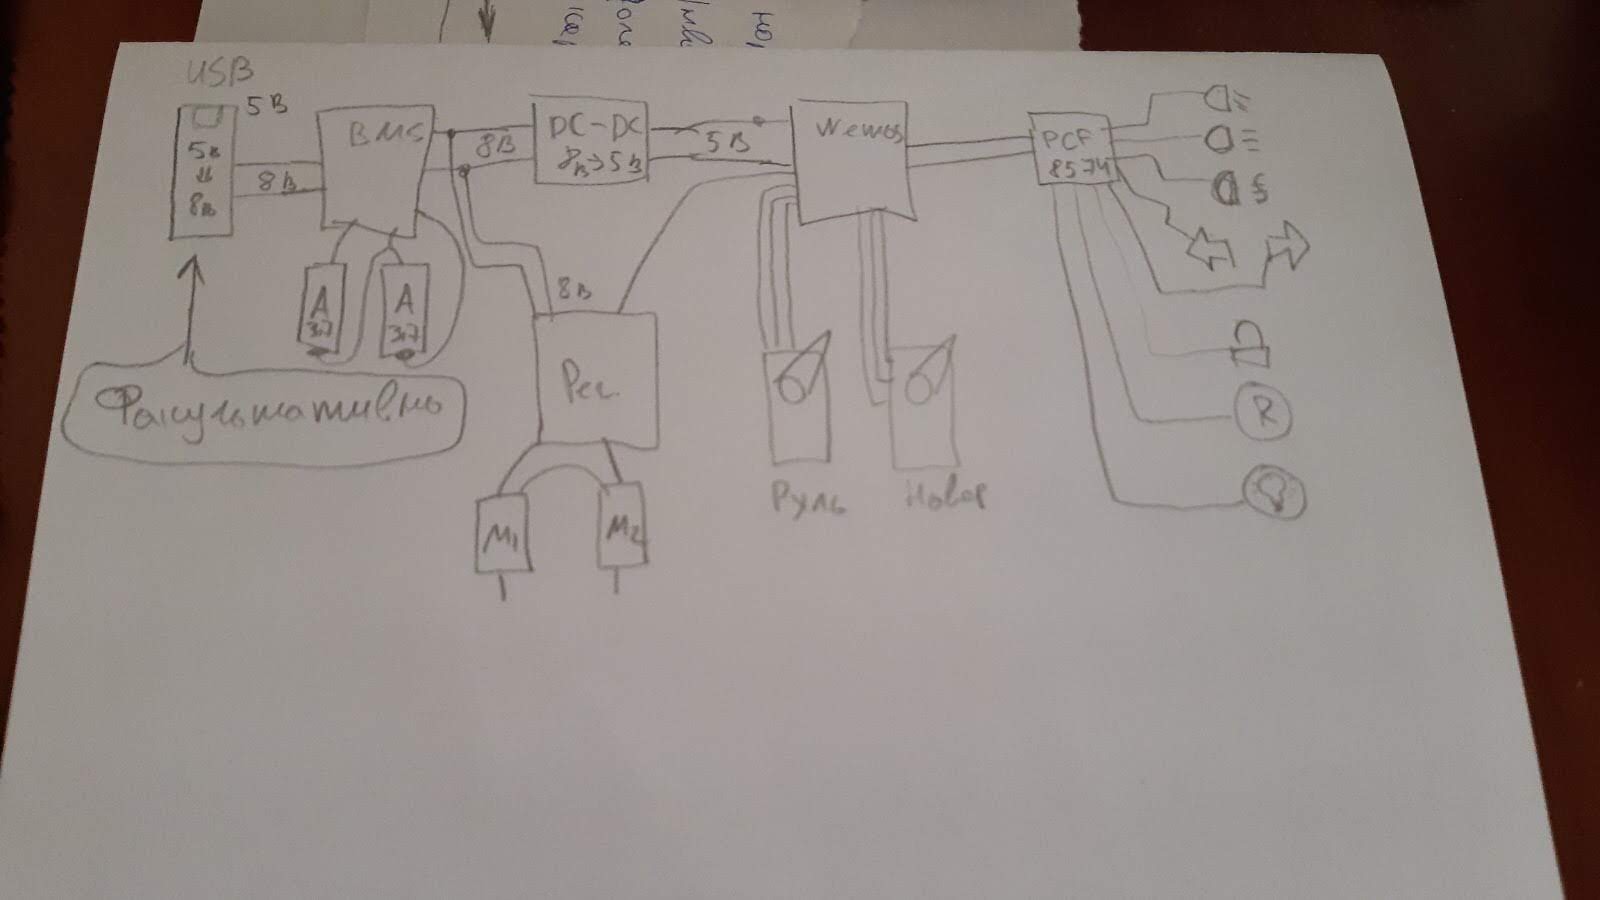 USB
5В
5в
8в
8в
BMS
A
3.7
A
3.7
8В
DC-DC
8в→5В
5В
Wemos
PCF
8574
8в
Рег.
M1
M2
Факультативно
Руль
R